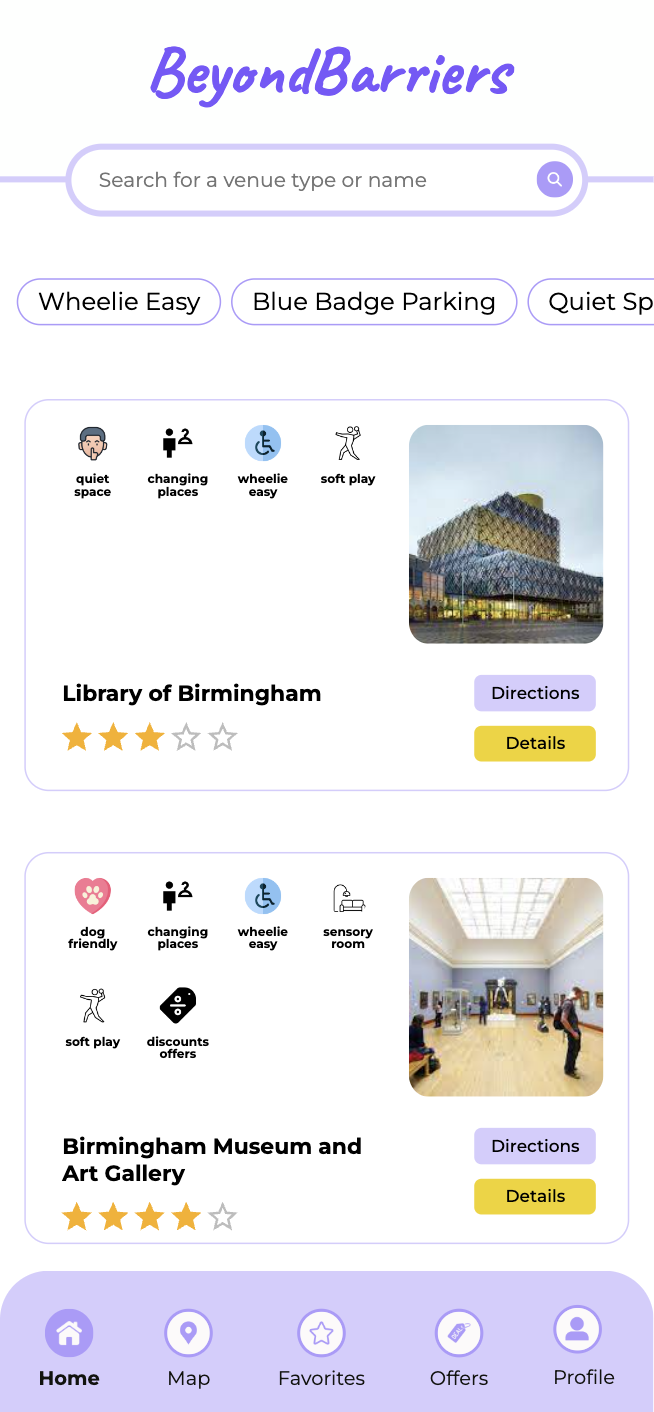 BeyondBarriers
Search for a venue type or name
Wheelie Easy Blue Badge Parking Quiet Sp
quiet space
changing places
wheelie easy
soft play
Library of Birmingham
Directions
Details
dog friendly
changing places
wheelie easy
sensory room
soft play
discounts offers
Birmingham Museum and
Art Gallery
Directions
Details
Home Map Favorites Offers Profile